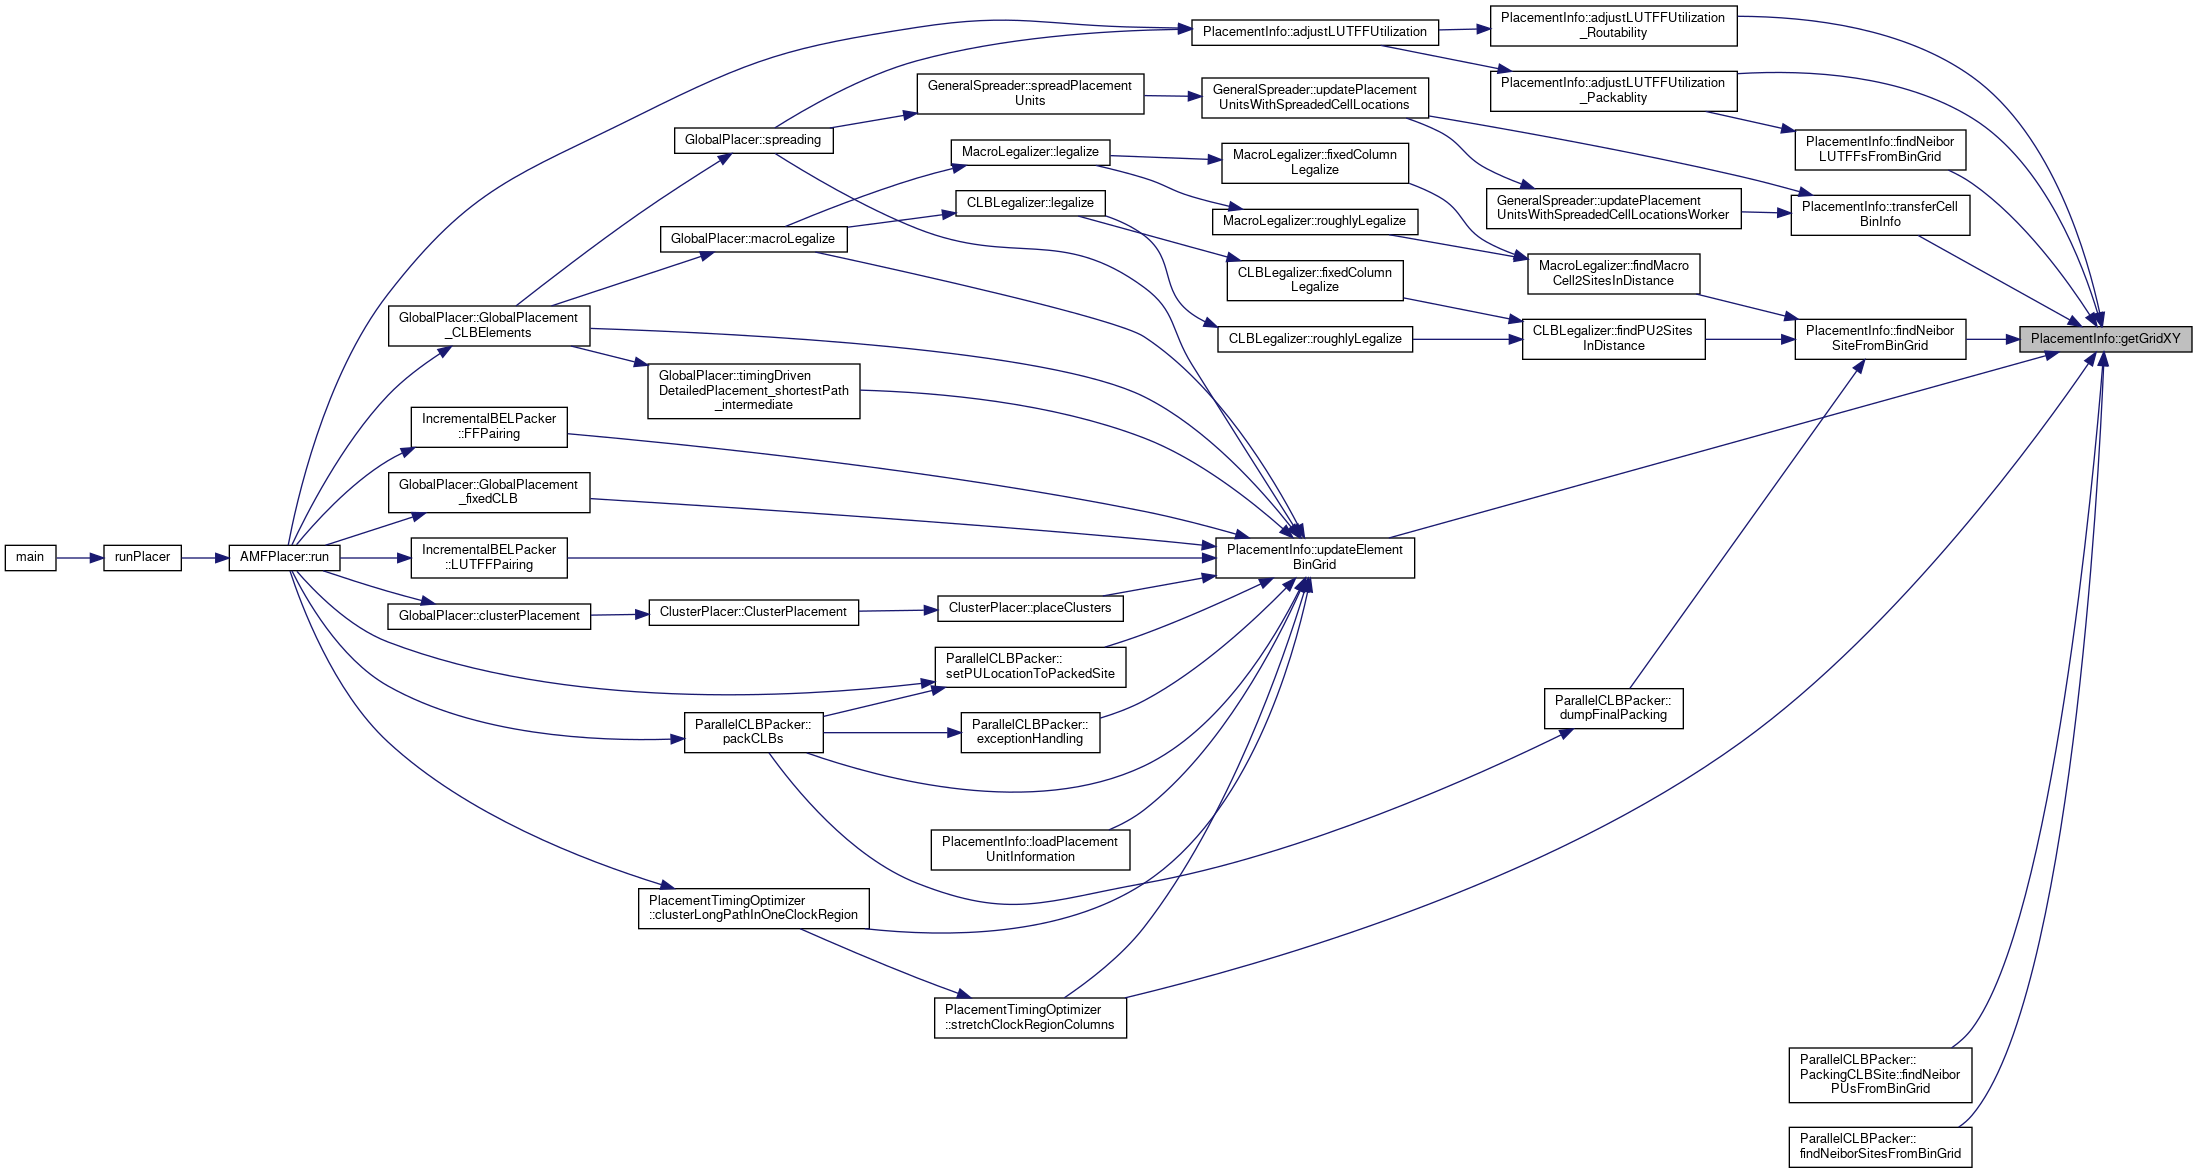 PlacementInfo::adjustLUTFFUtilization
_Routability
PlacementInfo::adjustLUTFFUtilization
GeneralSpreader::spreadPlacement
Units
GeneralSpreader::updatePlacement
UnitsWithSpreadedCellLocations
PlacementInfo::adjustLUTFFUtilization
_Packablity
GlobalPlacer::spreading
MacroLegalizer::legalize
MacroLegalizer::fixedColumn
Legalize
PlacementInfo::findNeibor
LUTFFsFromBinGrid
CLBLegalizer::legalize
MacroLegalizer::roughlyLegalize
GeneralSpreader::updatePlacement
UnitsWithSpreadedCellLocationsWorker
PlacementInfo::transferCell
BinInfo
GlobalPlacer::macroLegalize
CLBLegalizer::fixedColumn
Legalize
MacroLegalizer::findMacro
Cell2SitesInDistance
GlobalPlacer::GlobalPlacement
_CLBElements
CLBLegalizer::roughlyLegalize
CLBLegalizer::findPU2Sites
InDistance
PlacementInfo::findNeibor
SiteFromBinGrid
PlacementInfo::getGridXY
GlobalPlacer::timingDriven
DetailedPlacement_shortestPath
_intermediate
IncrementalBELPacker
::FFPairing
GlobalPlacer::GlobalPlacement
_fixedCLB
main
runPlacer
AMFPlacer::run
IncrementalBELPacker
::LUTFFPairing
PlacementInfo::updateElement
BinGrid
GlobalPlacer::clusterPlacement
ClusterPlacer::ClusterPlacement
ClusterPlacer::placeClusters
ParallelCLBPacker::
setPULocationToPackedSite
ParallelCLBPacker::
packCLBs
ParallelCLBPacker::
exceptionHandling
ParallelCLBPacker::
dumpFinalPacking
PlacementInfo::loadPlacement
UnitInformation
PlacementTimingOptimizer
::clusterLongPathInOneClockRegion
PlacementTimingOptimizer
::stretchClockRegionColumns
ParallelCLBPacker::
PackingCLBSite::findNeibor
PUsFromBinGrid
ParallelCLBPacker::
findNeiborSitesFromBinGrid